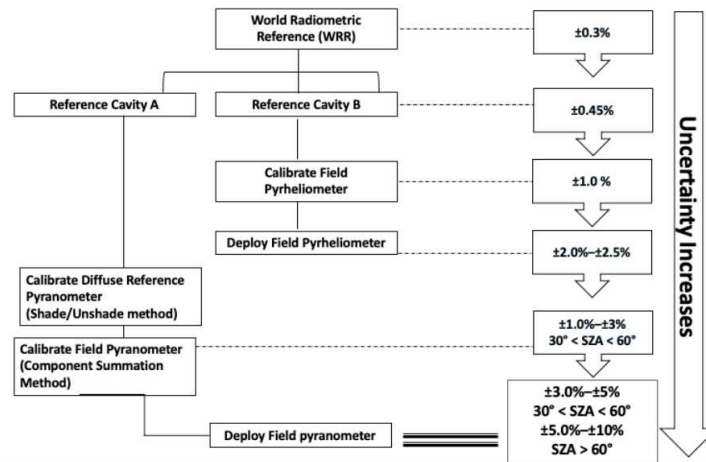 World Radiometric
Reference (WRR)
±0.3%
Reference Cavity A
Reference Cavity B
±0.45%
Calibrate Field
Pyrheliometer
±1.0 %
Deploy Field Pyrheliometer
±2.0%–±2.5%
Calibrate Diffuse Reference
Pyranometer
(Shade/Unshade method)
Calibrate Field Pyranometer
(Component Summation
Method)
±1.0%–±3%
30° < SZA < 60°
±3.0%–±5%
30° < SZA < 60°
±5.0%–±10%
SZA > 60°
Deploy Field pyranometer
Uncertainty Increases